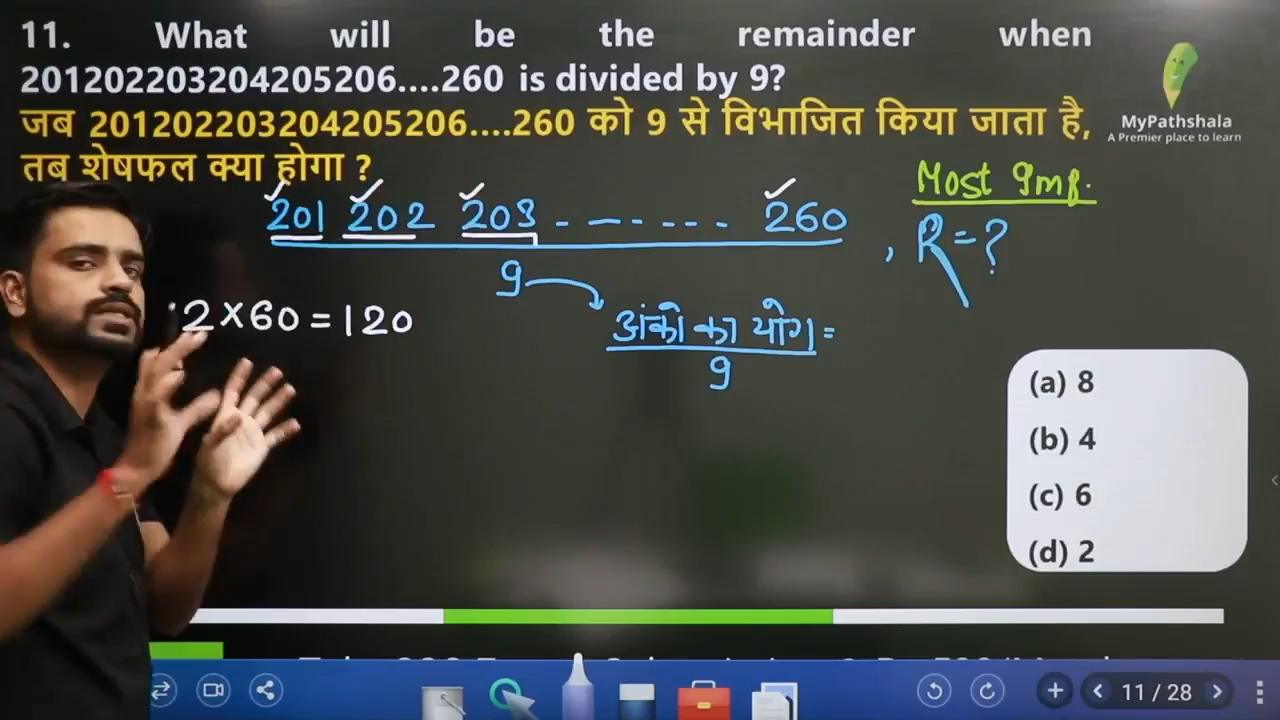 11. What will be the remainder when
201202203204205206....260 is divided by 9?
जब 201202203204205206....260 को 9 से विभाजित किया जाता है,
तब शेषफल क्या होगा ?
MyPathshala
A Premier place to learn
Most Imp.
201 202 203 - - - - - - - 260 , R = ?
9
2×60=120
अंको का योग =
9
(a) 8
(b) 4
(c) 6
(d) 2
11 / 28